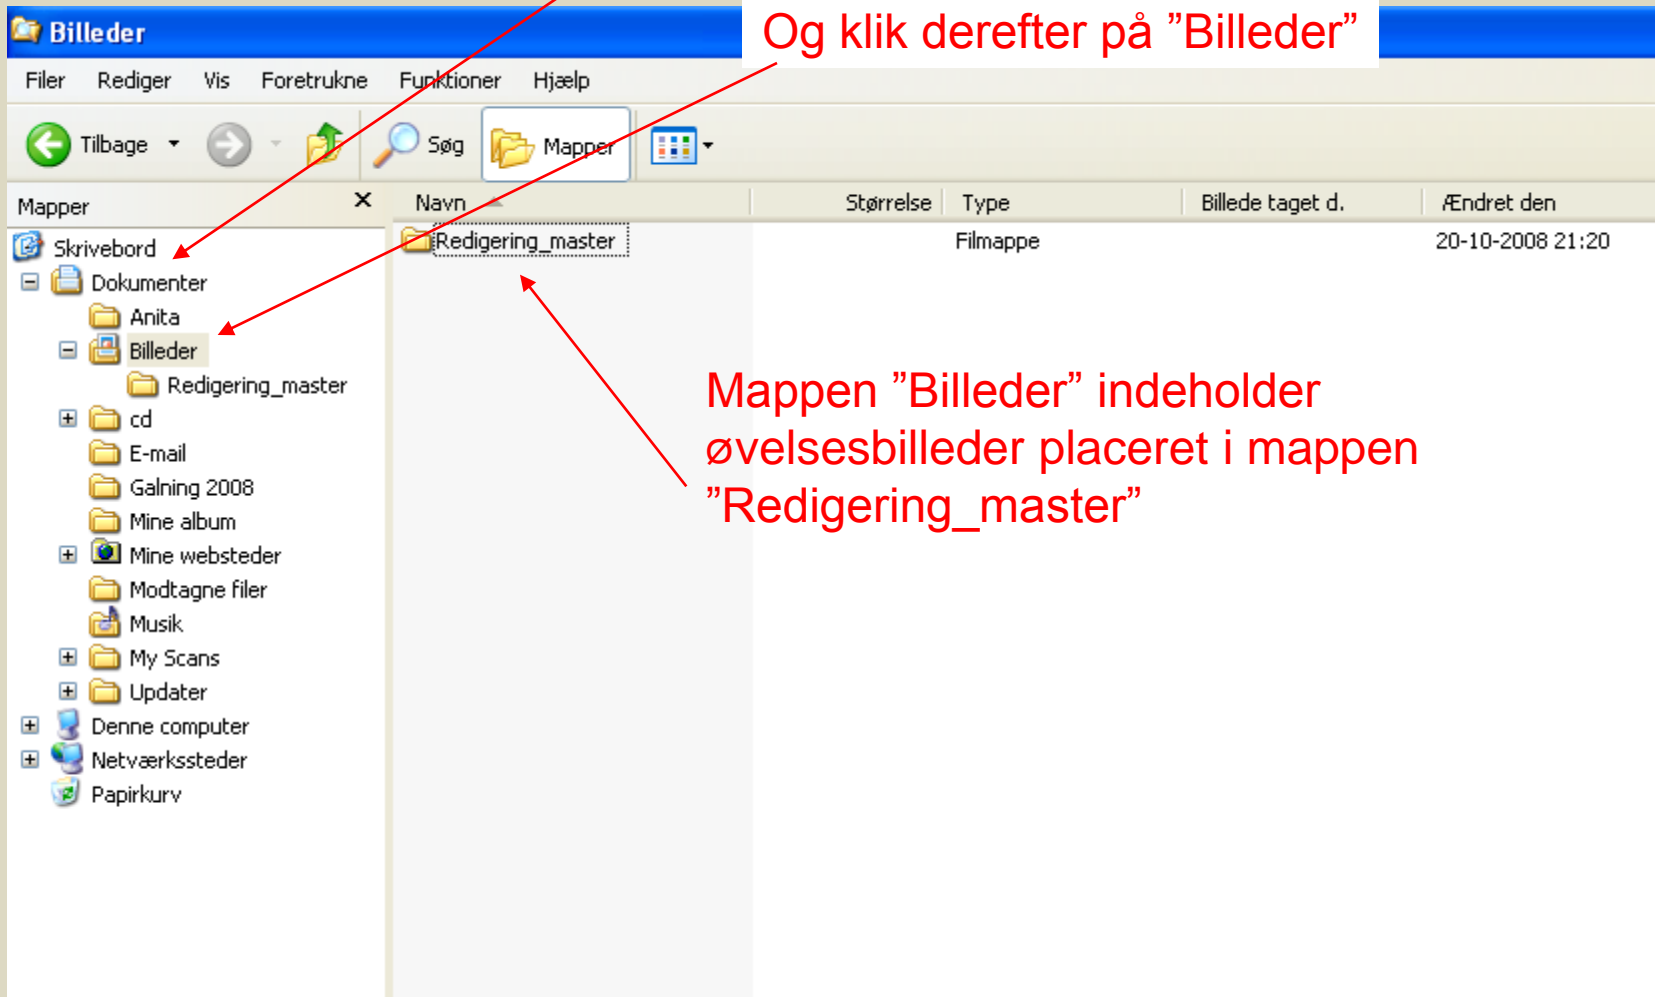 Billeder
Og klik derefter på ”Billeder”
Filer Rediger Vis Foretrukne Funktioner Hjælp
Tilbage Søg Mapper
Mapper
Navn Størrelse Type Billede taget d. Ændret den
Redigering_master Filmappe 20-10-2008 21:20
Skrivebord
Dokumenter
Anita
Billeder
Redigering_master
cd
E-mail
Galning 2008
Mine album
Mine websteder
Modtagne filer
Musik
My Scans
Updater
Denne computer
Netværkssteder
Papirkurv
Mappen ”Billeder” indeholder
øvelsesbilleder placeret i mappen
”Redigering_master”